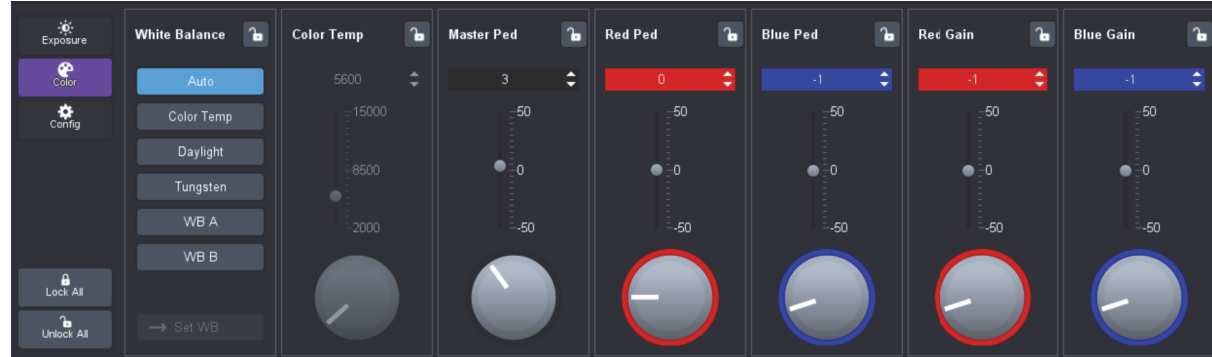 Exposure
Color
Config
Lock All
Unlock All
White Balance
Auto
Color Temp
Daylight
Tungsten
WB A
WB B
Set WB
Color Temp
5600
15000
8500
2000
Master Ped
3
50
0
-50
Red Ped
0
50
0
-50
Blue Ped
-1
50
0
-50
Red Gain
-1
50
0
-50
Blue Gain
-1
50
0
-50